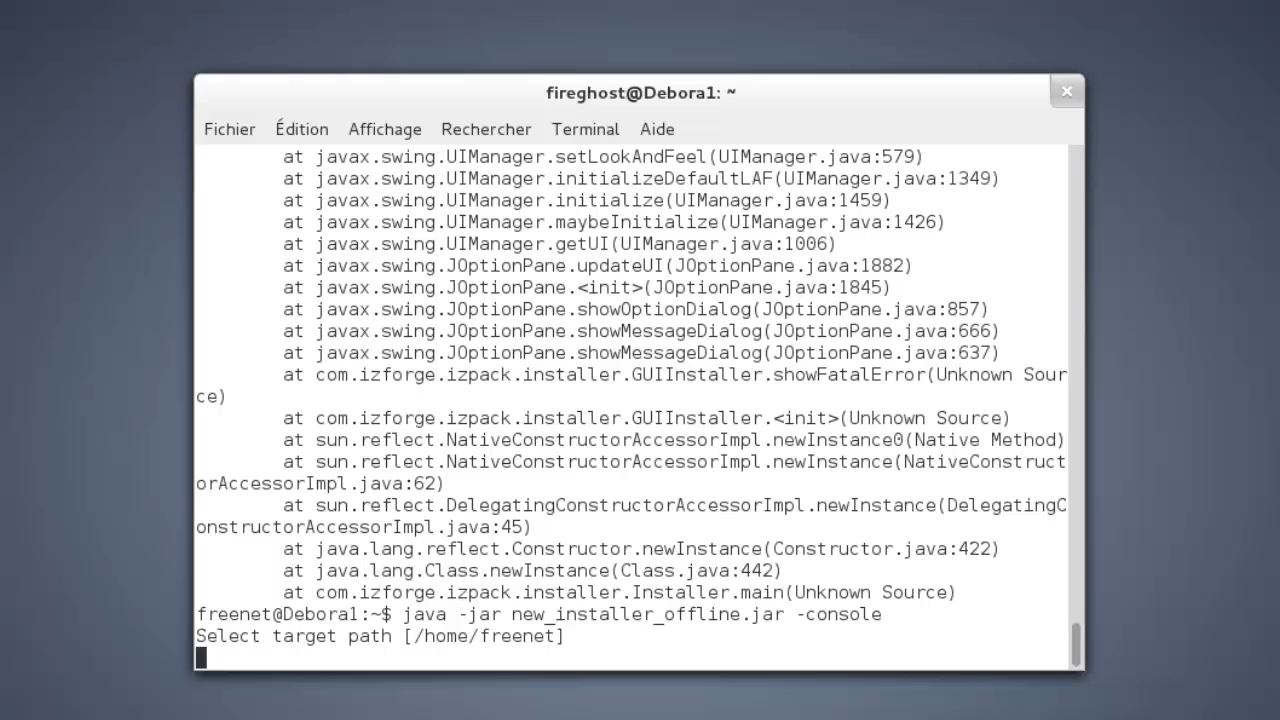 fireghost@Debora1: ~
Fichier Édition Affichage Rechercher Terminal Aide
at javax.swing.UIManager.setLookAndFeel(UIManager.java:579)
at javax.swing.UIManager.initializeDefaultLAF(UIManager.java:1349)
at javax.swing.UIManager.initialize(UIManager.java:1459)
at javax.swing.UIManager.maybeInitialize(UIManager.java:1426)
at javax.swing.UIManager.getUI(UIManager.java:1006)
at javax.swing.JOptionPane.updateUI(JOptionPane.java:1882)
at javax.swing.JOptionPane.<init>(JOptionPane.java:1845)
at javax.swing.JOptionPane.showOptionDialog(JOptionPane.java:857)
at javax.swing.JOptionPane.showMessageDialog(JOptionPane.java:666)
at javax.swing.JOptionPane.showMessageDialog(JOptionPane.java:637)
at com.izforge.izpack.installer.GUIInstaller.showFatalError(Unknown Sour
ce)
at com.izforge.izpack.installer.GUIInstaller.<init>(Unknown Source)
at sun.reflect.NativeConstructorAccessorImpl.newInstance0(Native Method)
at sun.reflect.NativeConstructorAccessorImpl.newInstance(NativeConstruct
orAccessorImpl.java:62)
at sun.reflect.DelegatingConstructorAccessorImpl.newInstance(DelegatingC
onstructorAccessorImpl.java:45)
at java.lang.reflect.Constructor.newInstance(Constructor.java:422)
at java.lang.Class.newInstance(Class.java:442)
at com.izforge.izpack.installer.Installer.main(Unknown Source)
freenet@Debora1:~$ java -jar new_installer_offline.jar -console
Select target path [/home/freenet]